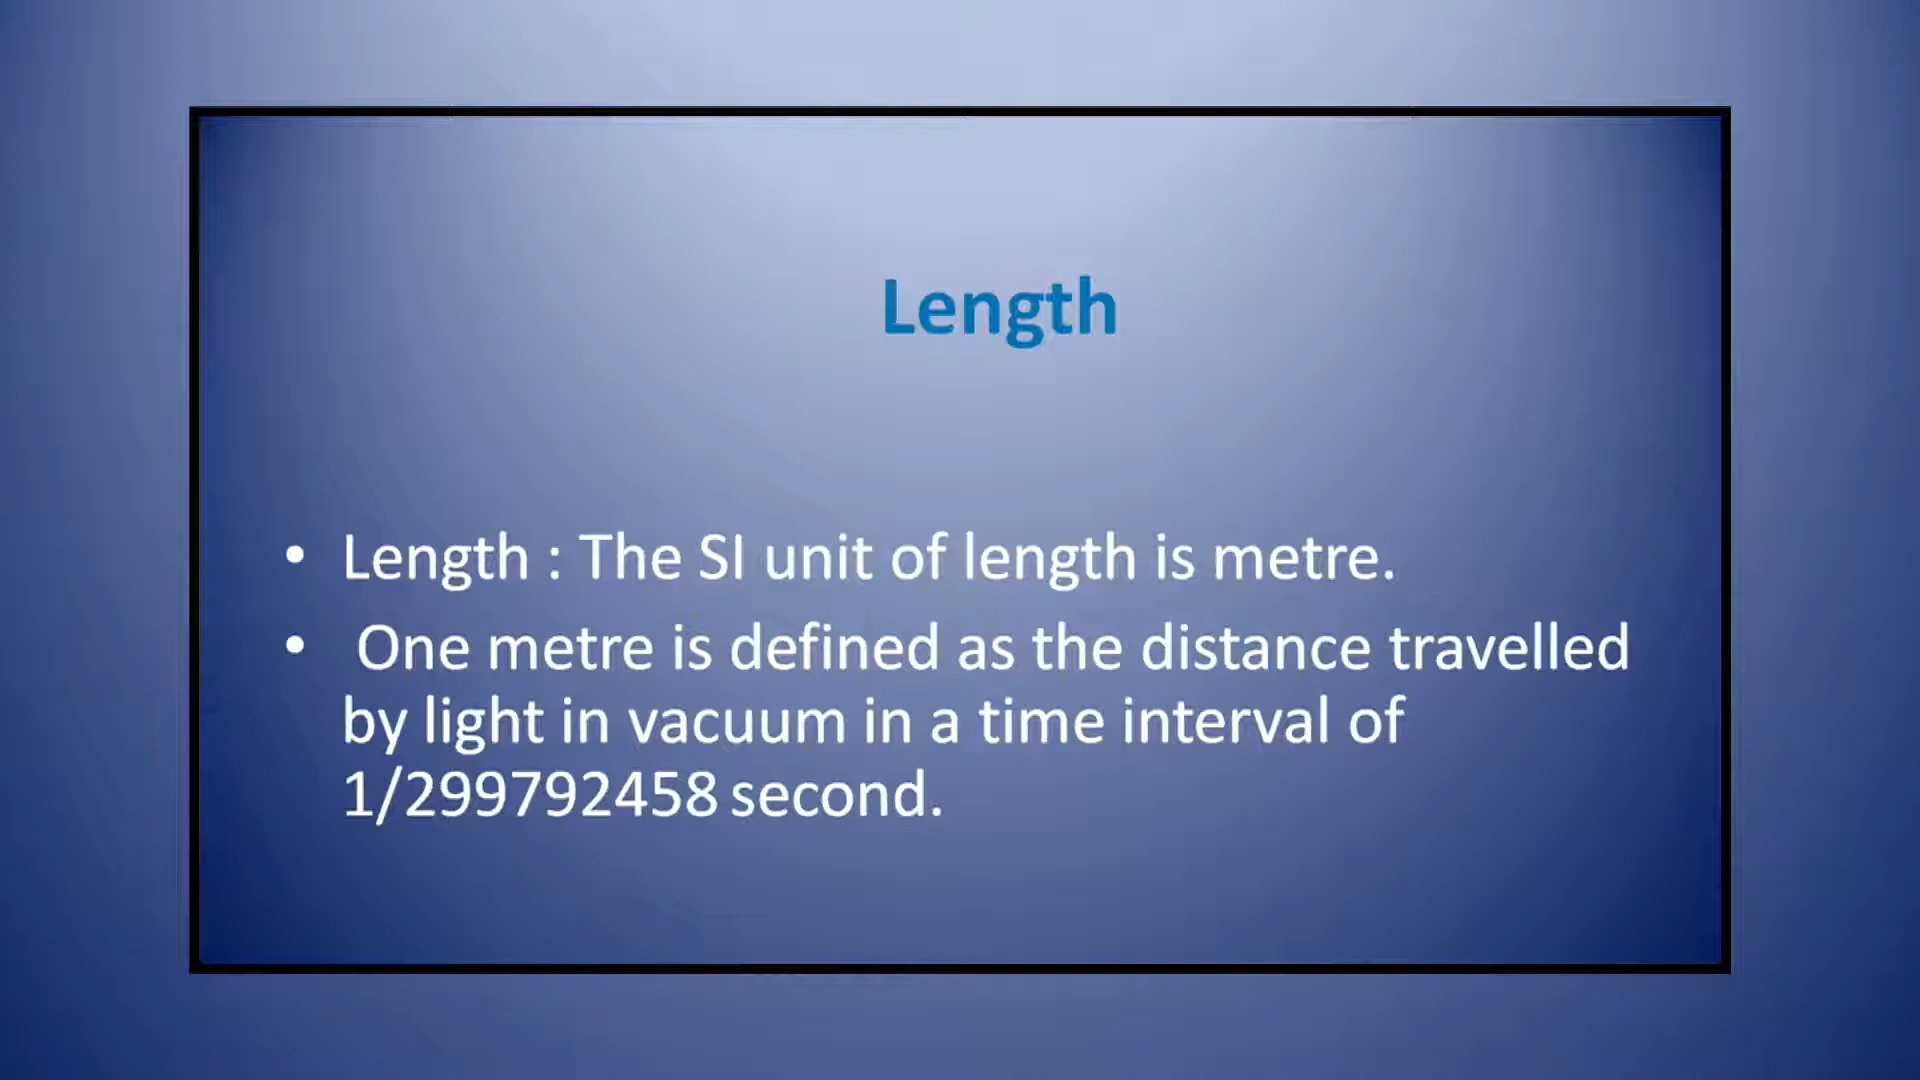 Length
• Length : The SI unit of length is metre.
• One metre is defined as the distance travelled
by light in vacuum in a time interval of
1/299792458 second.